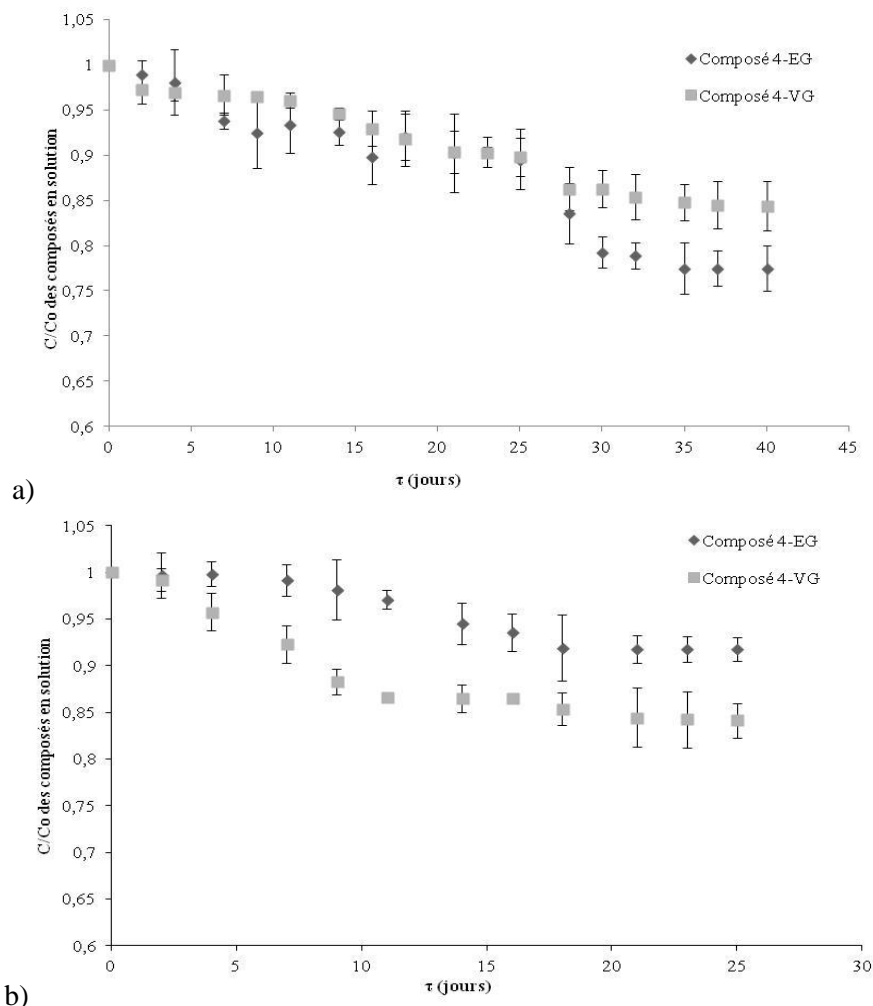 1,05
1
0,95
0,9
0,85
0,8
0,75
0,7
0,65
0,6
C/Co des composés en solution
Composé 4-EG
Composé 4-VG
0 5 10 15 20 25 30 35 40 45
τ (jours)
a)
1,05
1
0,95
0,9
0,85
0,8
0,75
0,7
0,65
0,6
C/Co des composés en solution
Composé 4-EG
Composé 4-VG
0 5 10 15 20 25 30
τ (jours)
b)